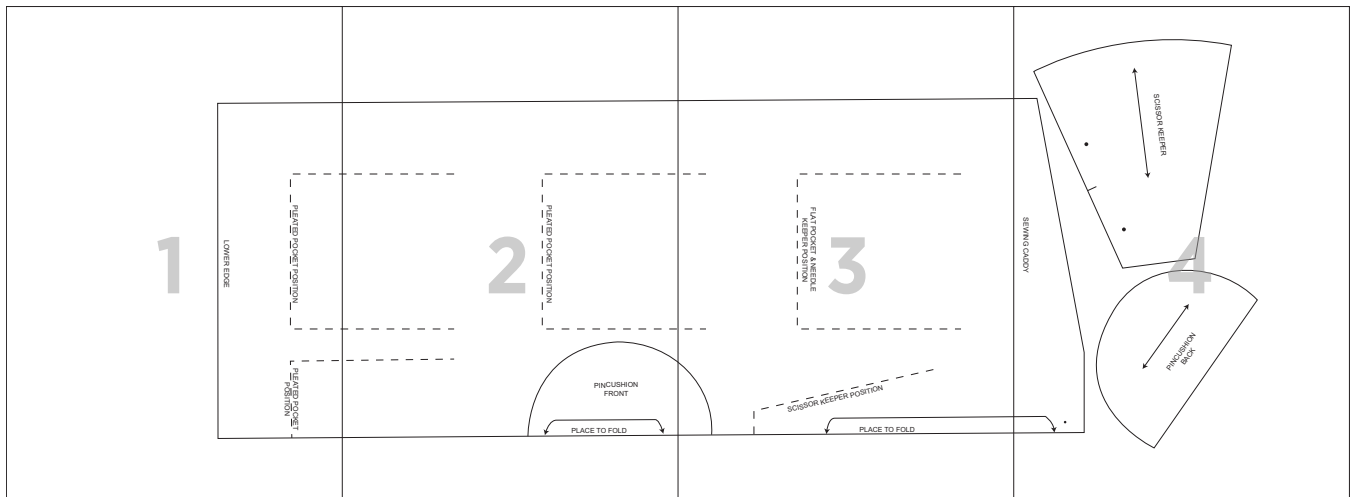 1
LOWER EDGE
PLEATED POCKET POSITION
PLEATED POCKET
POSITION
2
PLEATED POCKET POSITION
PINCUSHION
FRONT
PLACE TO FOLD
FLAT POCKET & NEEDLE
KEEPER POSITION
3
SCISSOR KEEPER POSITION
PLACE TO FOLD
SEWING CADDY
SCISSOR KEEPER
4
PINCUSHION
BACK